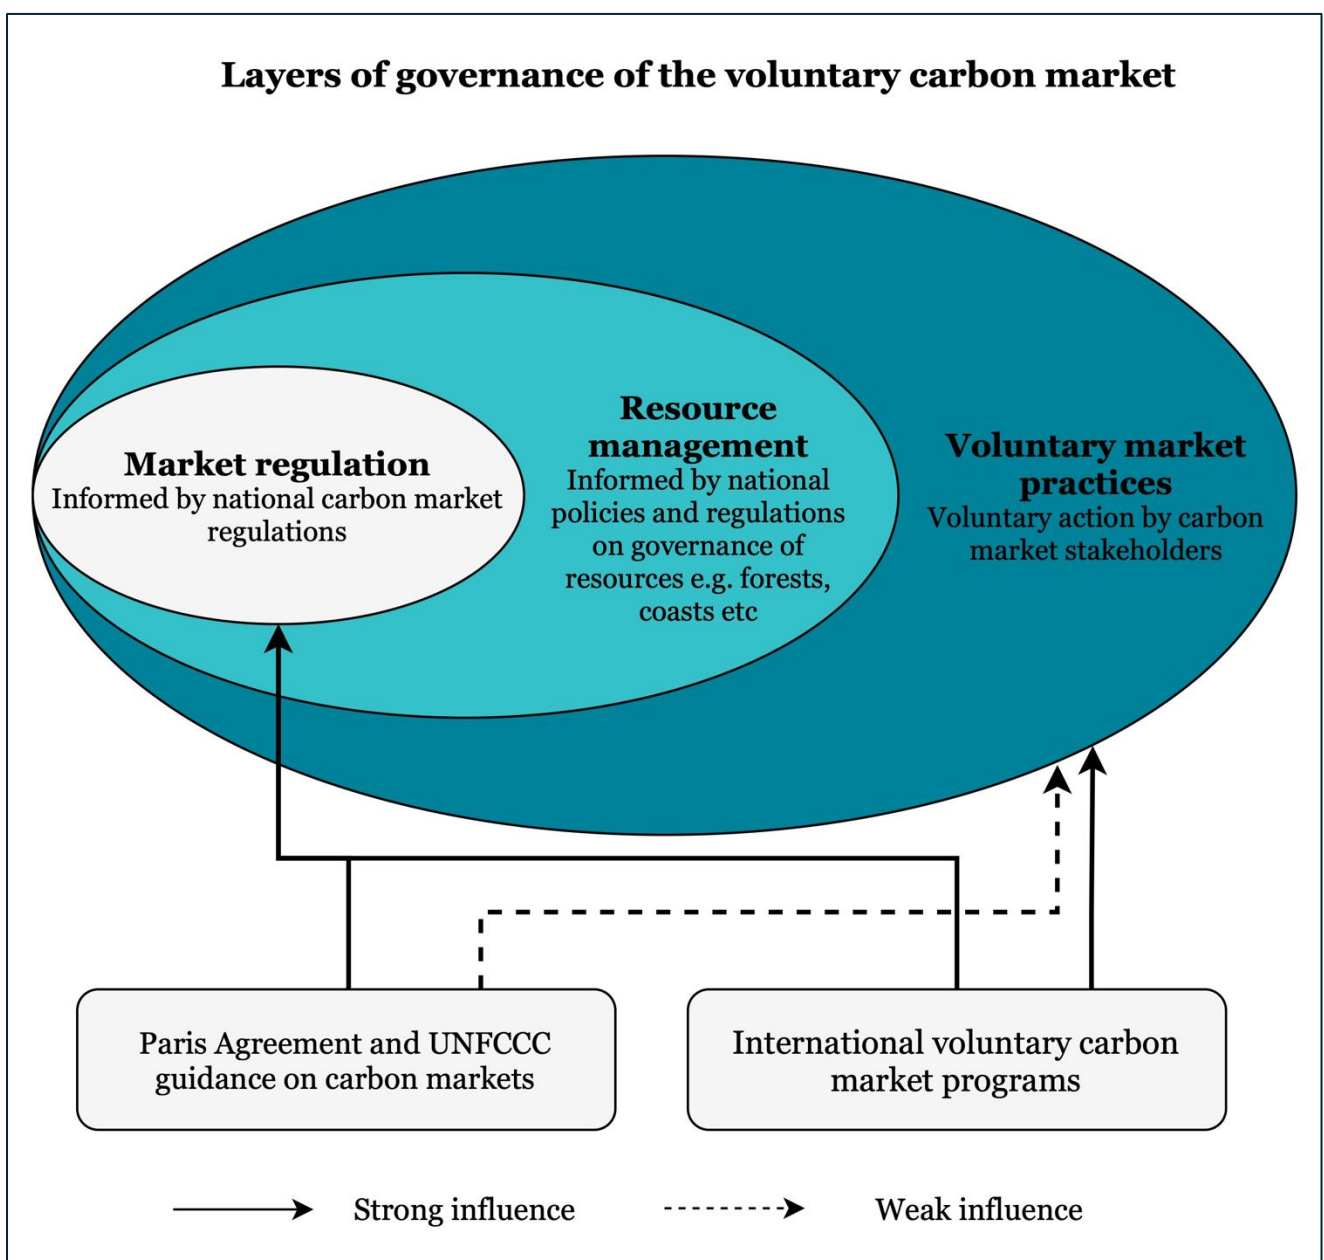 Layers of governance of the voluntary carbon market
Market regulation
Informed by national carbon market
regulations
Resource
management
Informed by national
policies and regulations
on governance of
resources e.g. forests,
coasts etc
Voluntary market
practices
Voluntary action by carbon
market stakeholders
Paris Agreement and UNFCCC
guidance on carbon markets
International voluntary carbon
market programs
Strong influence
Weak influence